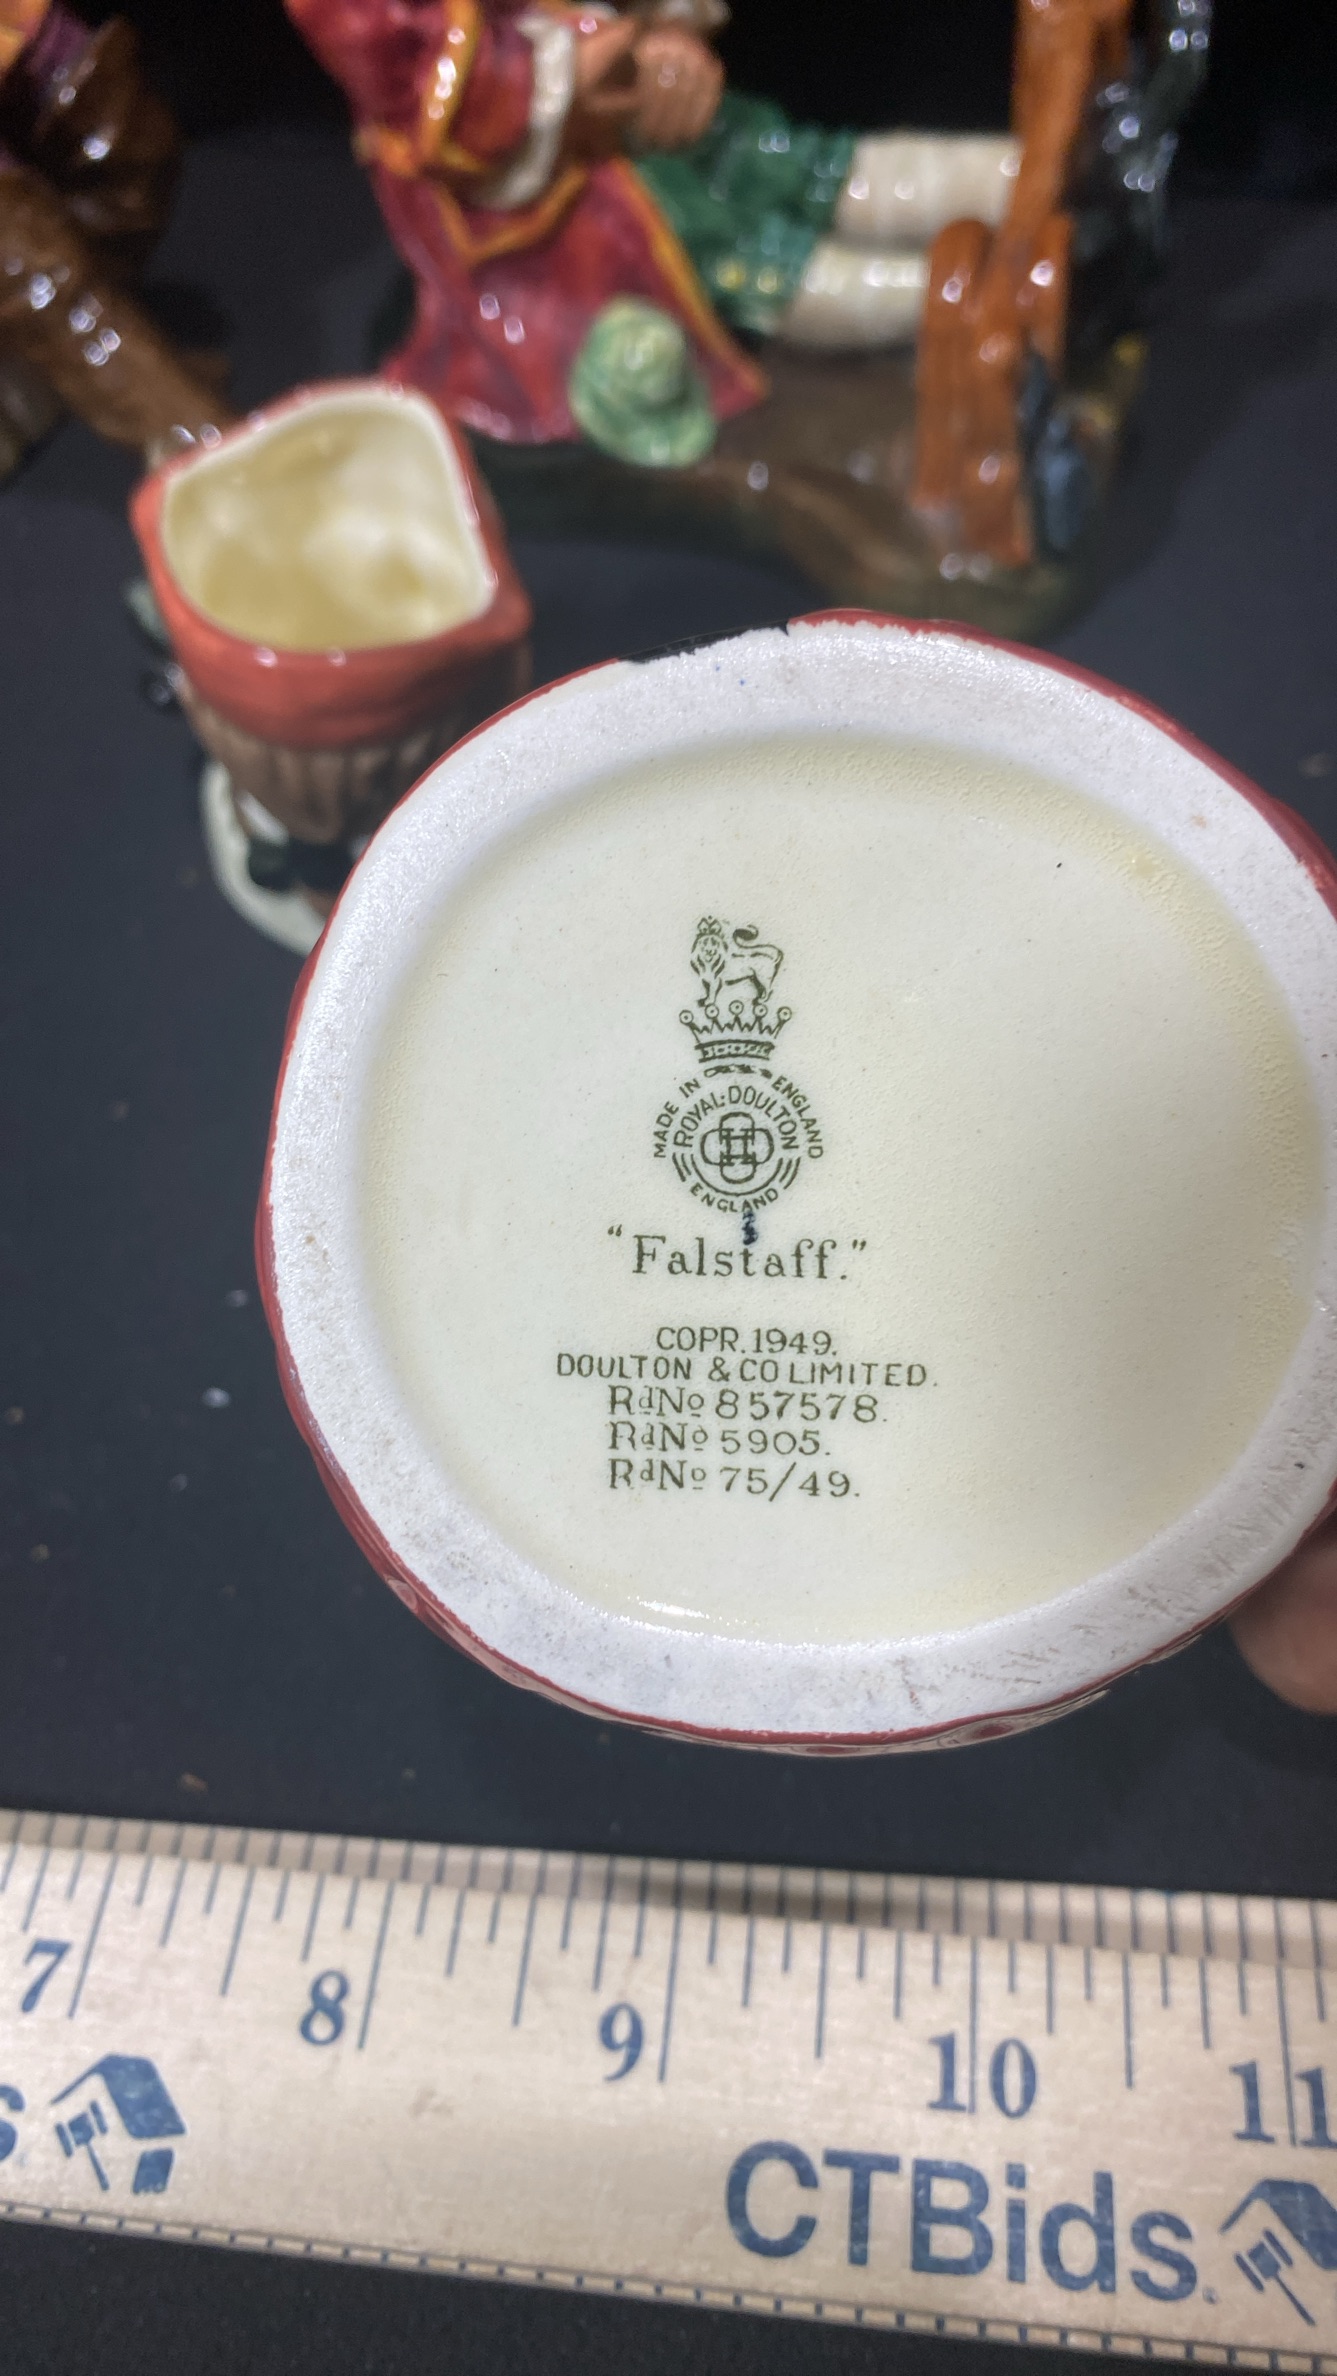 MADE IN ENGLAND
ROYAL·DOULTON
ENGLAND
"Falstaff."
COPR.1949.
DOULTON & CO LIMITED.
RdNo 857578.
RdNo 5905.
RdNo 75/49.
7 8 9 10 11
s
CTBids.